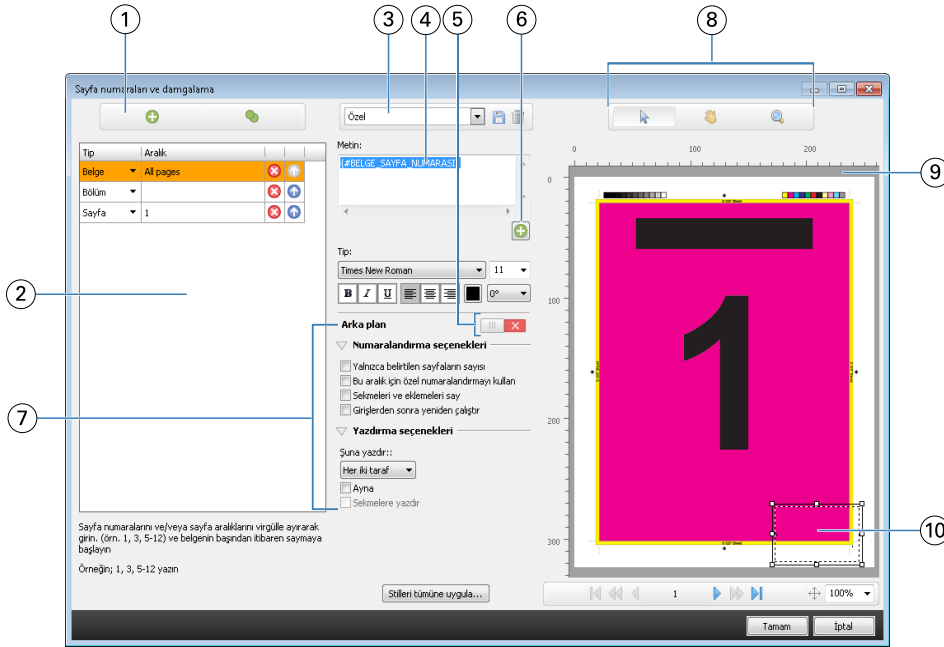 1
3
4
5
6
8
Sayfa numaraları ve damgalama
Özel
Tip
Aralık
Belge
All pages
Bölüm
Sayfa
1
2
Metin:
{#BELGE_SAYFA_NUMARASI}
Tip:
Times New Roman
11
B I U
0°
Arka plan
Numaralandırma seçenekleri
Yalnızca belirtilen sayfaların sayısı
Bu aralık için özel numaralandırmayı kullan
Sekmeleri ve eklemeleri say
Girişlerden sonra yeniden çalıştır
7
Yazdırma seçenekleri
Şuna yazdır::
Her iki taraf
Ayna
Sekmelere yazdır
Sayfa numaralarını ve/veya sayfa aralıklarını virgülle ayırarak
girin. (örn. 1, 3, 5-12) ve belgenin başından itibaren saymaya
başlayın
Örneğin; 1, 3, 5-12 yazın
Stilleri tümüne uygula...
0
100
200
9
0
100
200
300
1
10
1
100%
Tamam
İptal